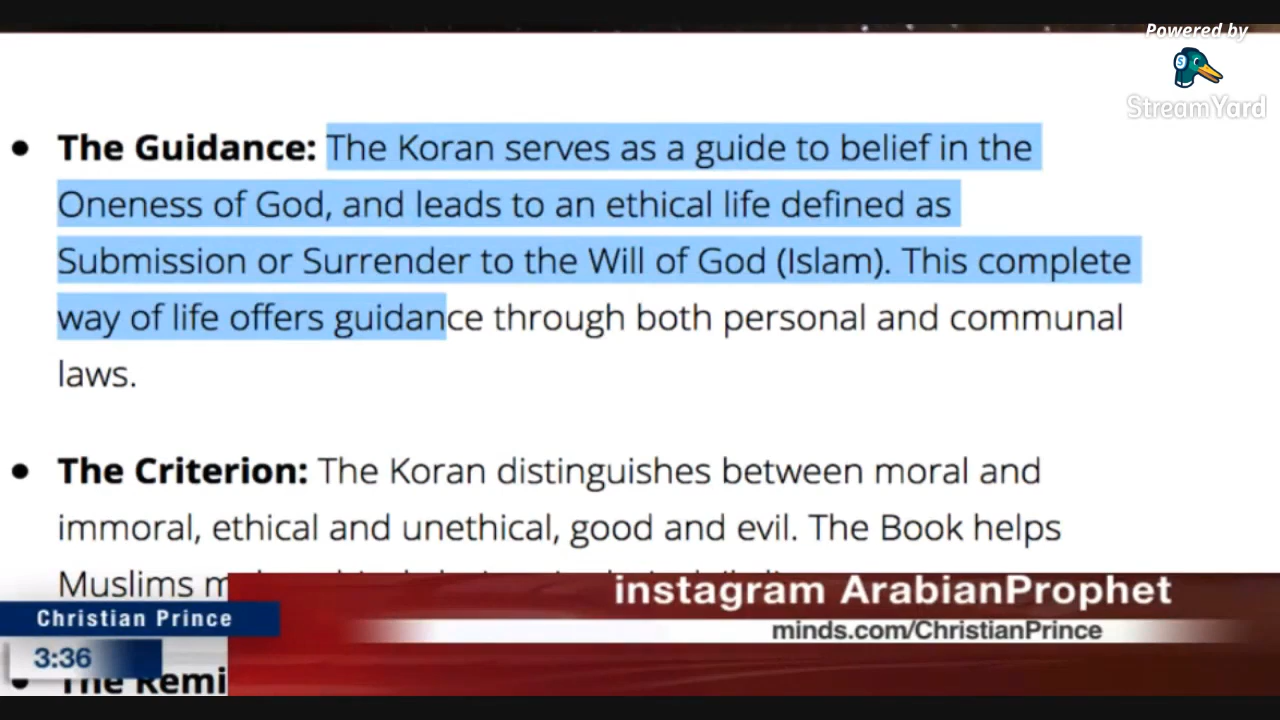 Powered by
StreamYard
• The Guidance: The Koran serves as a guide to belief in the
Oneness of God, and leads to an ethical life defined as
Submission or Surrender to the Will of God (Islam). This complete
way of life offers guidance through both personal and communal
laws.
• The Criterion: The Koran distinguishes between moral and
immoral, ethical and unethical, good and evil. The Book helps
Muslims
instagram ArabianProphet
Christian Prince
minds.com/ChristianPrince
3:36
• The Remi